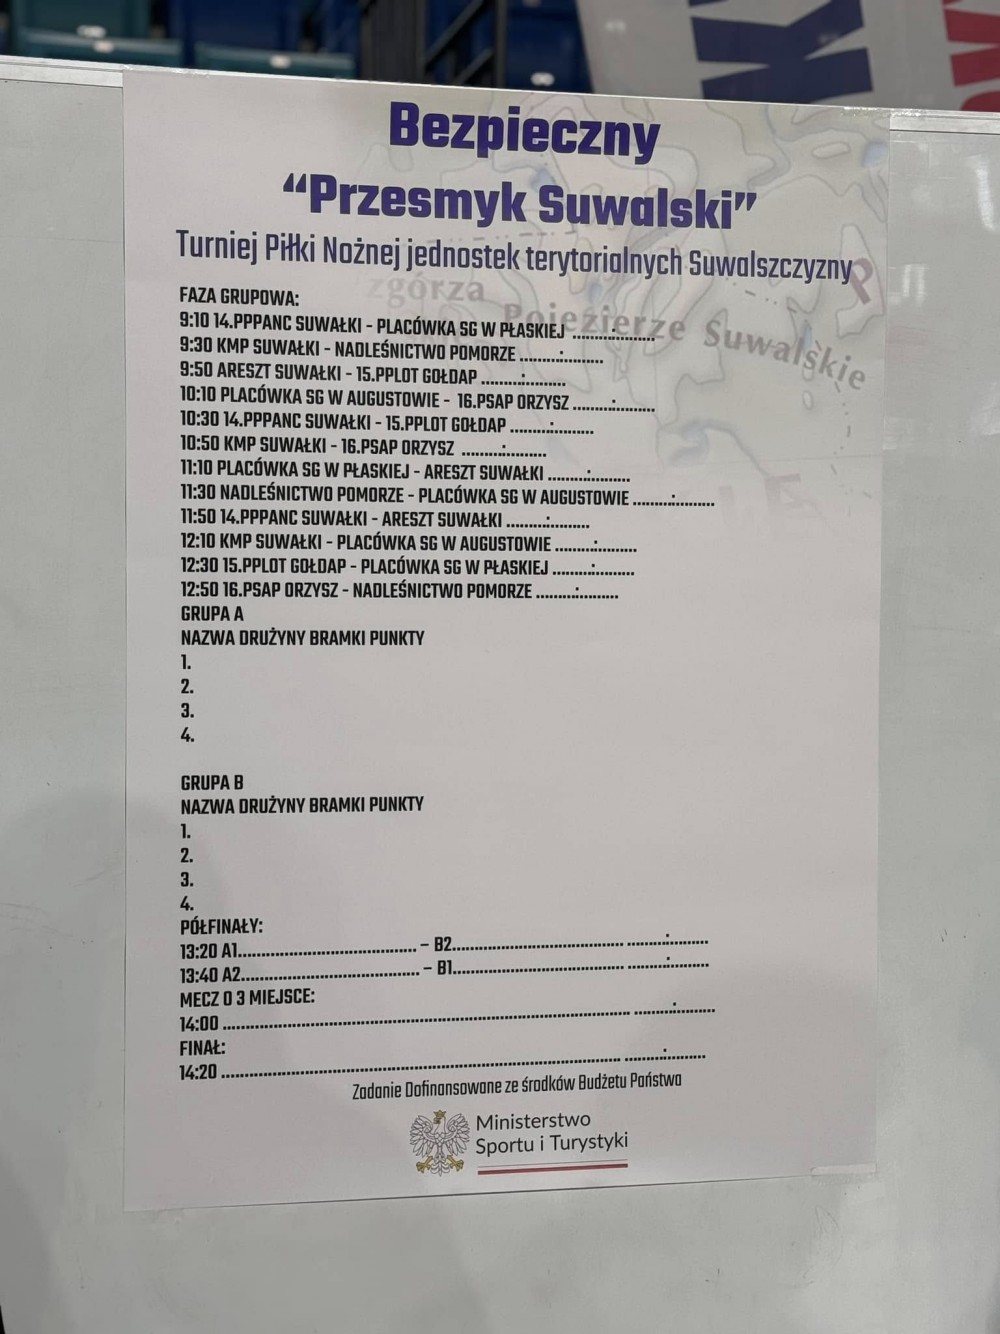 Bezpieczny
“Przesmyk Suwalski”
Turniej Piłki Nożnej jednostek terytorialnych Suwalszczyzny
zgórza
Pojezierze Suwalskie
FAZA GRUPOWA:
9:10 14.PPPANC SUWAŁKI - PLACÓWKA SG W PŁASKIEJ ..........:..........
9:30 KMP SUWAŁKI - NADLEŚNICTWO POMORZE ..........:..........
9:50 ARESZT SUWAŁKI - 15.PPLOT GOŁDAP ..........:..........
10:10 PLACÓWKA SG W AUGUSTOWIE - 16.PSAP ORZYSZ ..........:..........
10:30 14.PPPANC SUWAŁKI - 15.PPLOT GOŁDAP ..........:..........
10:50 KMP SUWAŁKI - 16.PSAP ORZYSZ ..........:..........
11:10 PLACÓWKA SG W PŁASKIEJ - ARESZT SUWAŁKI ..........:..........
11:30 NADLEŚNICTWO POMORZE - PLACÓWKA SG W AUGUSTOWIE ..........:..........
11:50 14.PPPANC SUWAŁKI - ARESZT SUWAŁKI ..........:..........
12:10 KMP SUWAŁKI - PLACÓWKA SG W AUGUSTOWIE ..........:..........
12:30 15.PPLOT GOŁDAP - PLACÓWKA SG W PŁASKIEJ ..........:..........
12:50 16.PSAP ORZYSZ - NADLEŚNICTWO POMORZE ..........:..........
GRUPA A
NAZWA DRUŻYNY BRAMKI PUNKTY
1.
2.
3.
4.
GRUPA B
NAZWA DRUŻYNY BRAMKI PUNKTY
1.
2.
3.
4.
PÓŁFINAŁY:
13:20 A1.............................................. – B2............................................. ..........:..........
13:40 A2.............................................. – B1............................................. ..........:..........
MECZ O 3 MIEJSCE:
14:00 .................................................................................................... ..........:..........
FINAŁ:
14:20 .................................................................................................... ..........:..........
Zadanie Dofinansowane ze środków Budżetu Państwa
Ministerstwo
Sportu i Turystyki